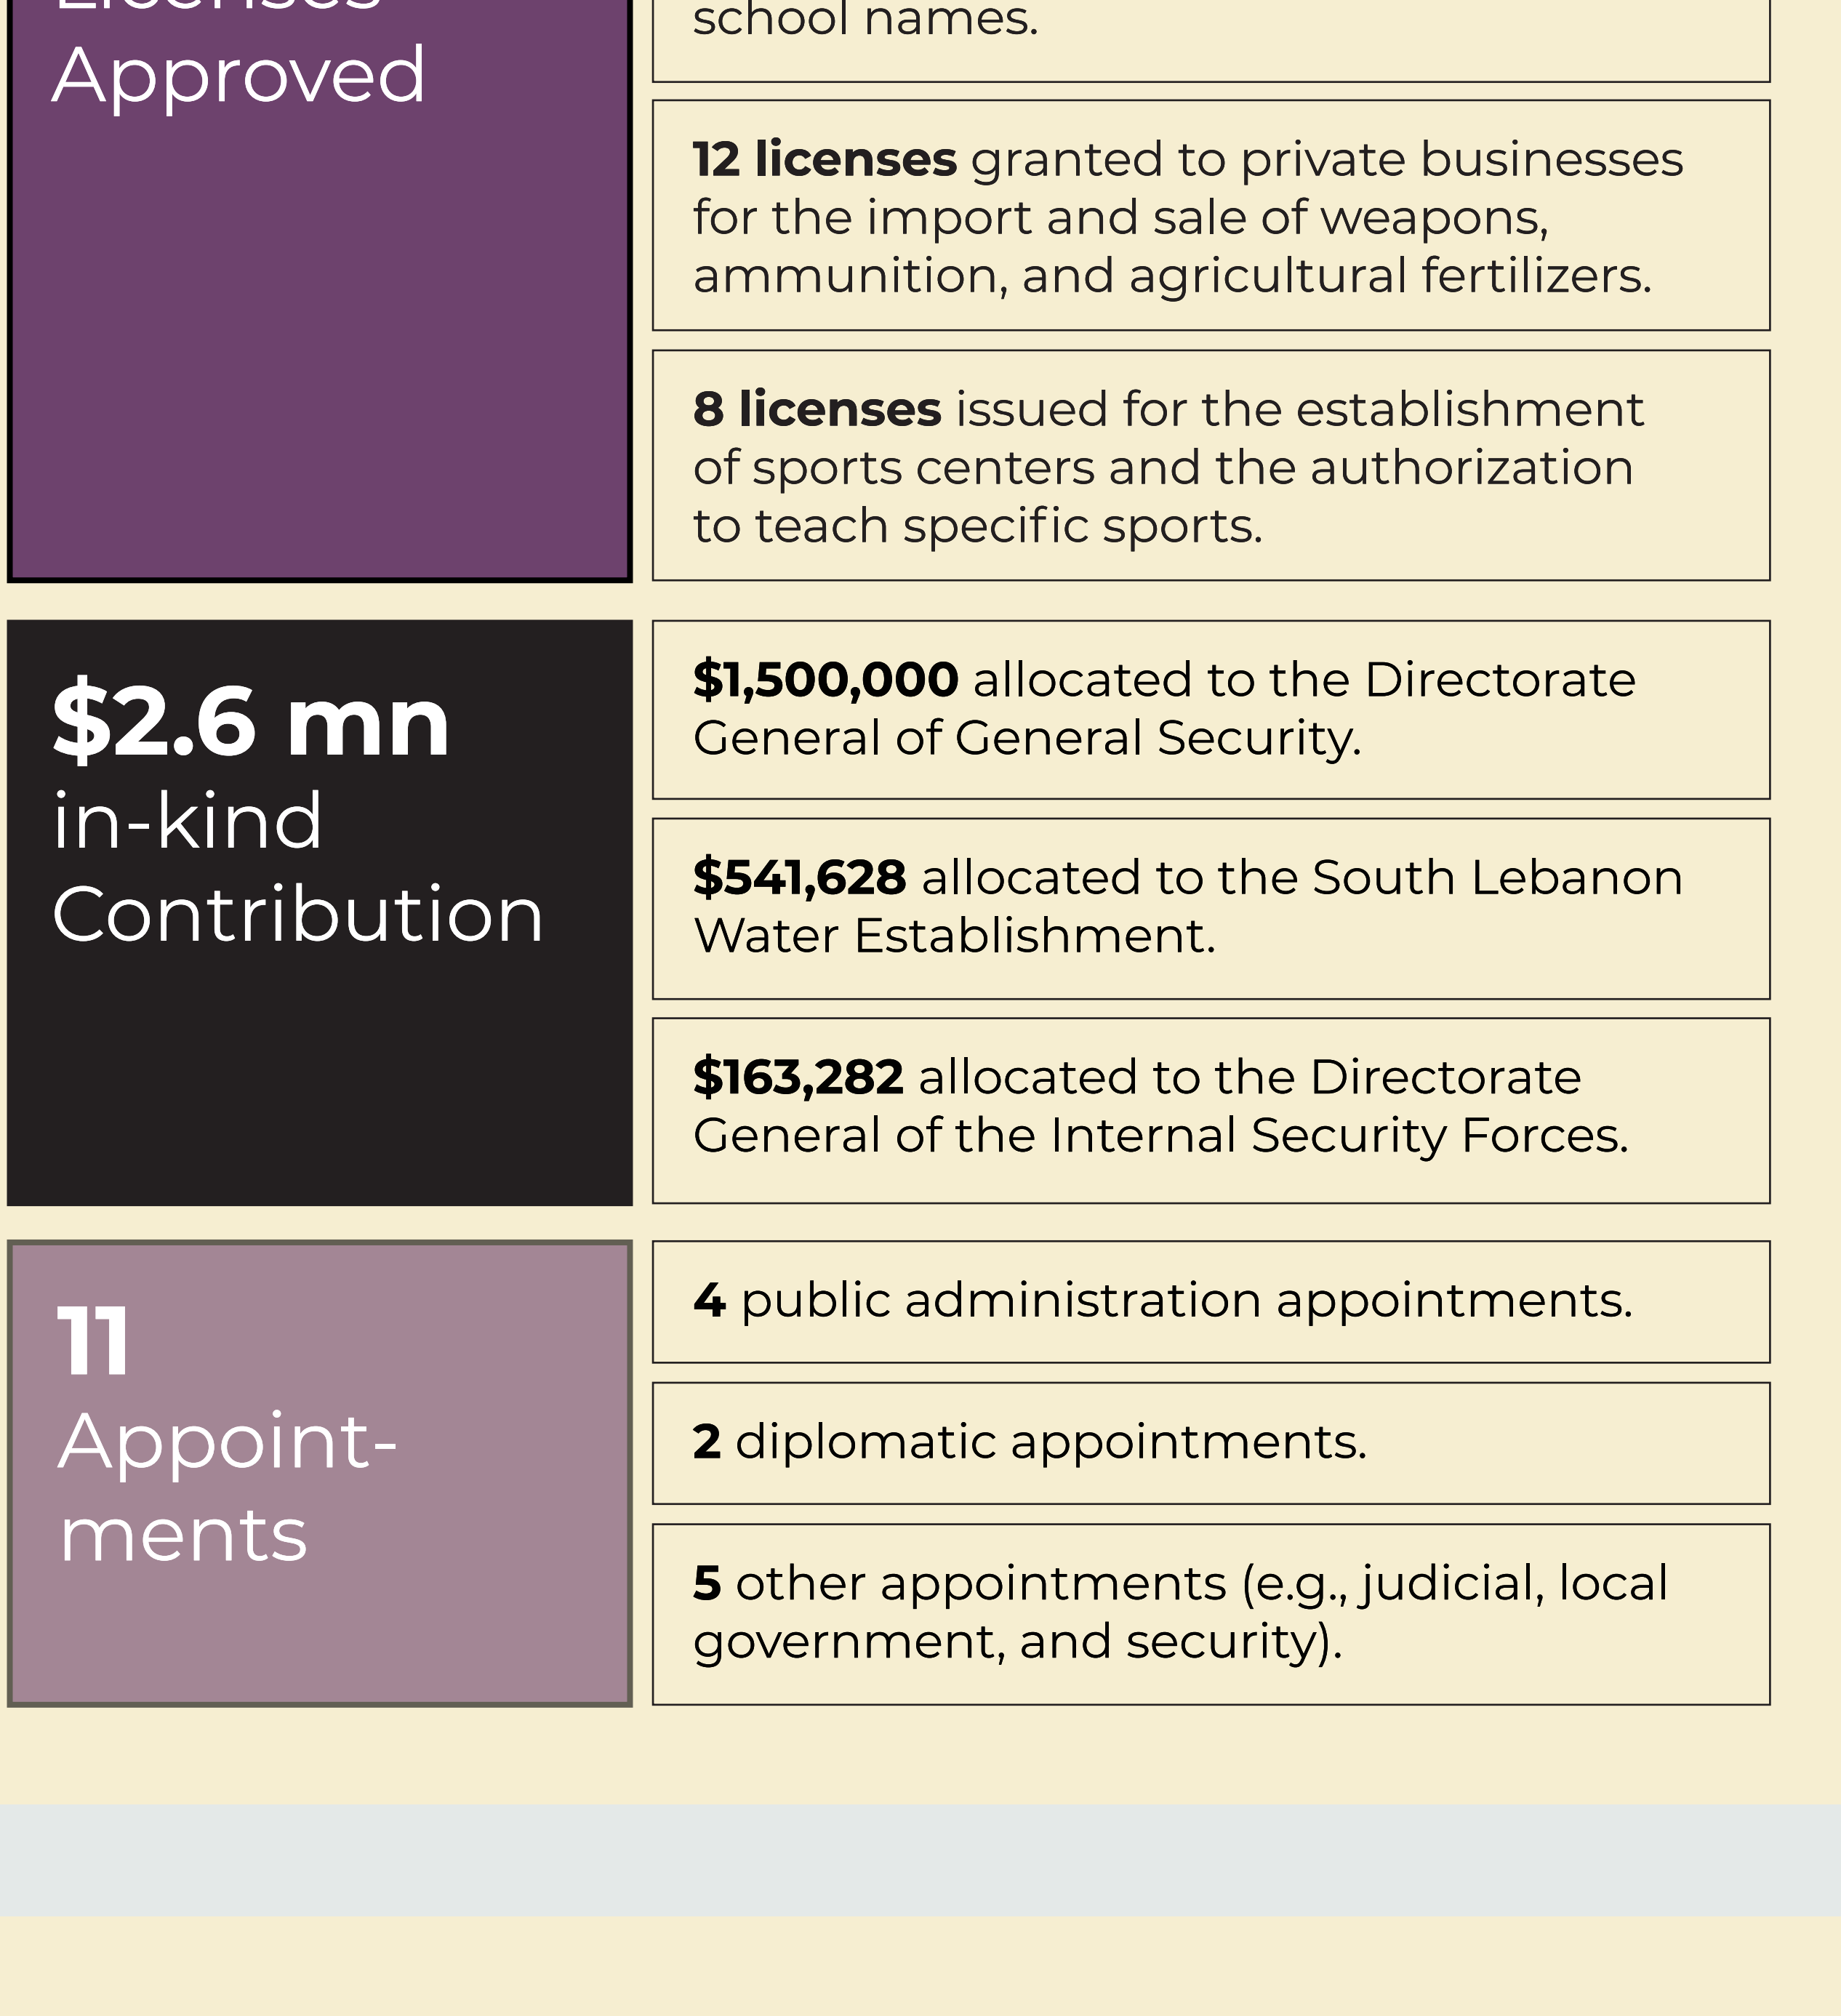 Licenses
Approved
school names.
12 licenses granted to private businesses
for the import and sale of weapons,
ammunition, and agricultural fertilizers.
8 licenses issued for the establishment
of sports centers and the authorization
to teach specific sports.
$2.6 mn
in-kind
Contribution
$1,500,000 allocated to the Directorate
General of General Security.
$541,628 allocated to the South Lebanon
Water Establishment.
$163,282 allocated to the Directorate
General of the Internal Security Forces.
11
Appoint-
ments
4 public administration appointments.
2 diplomatic appointments.
5 other appointments (e.g., judicial, local
government, and security).